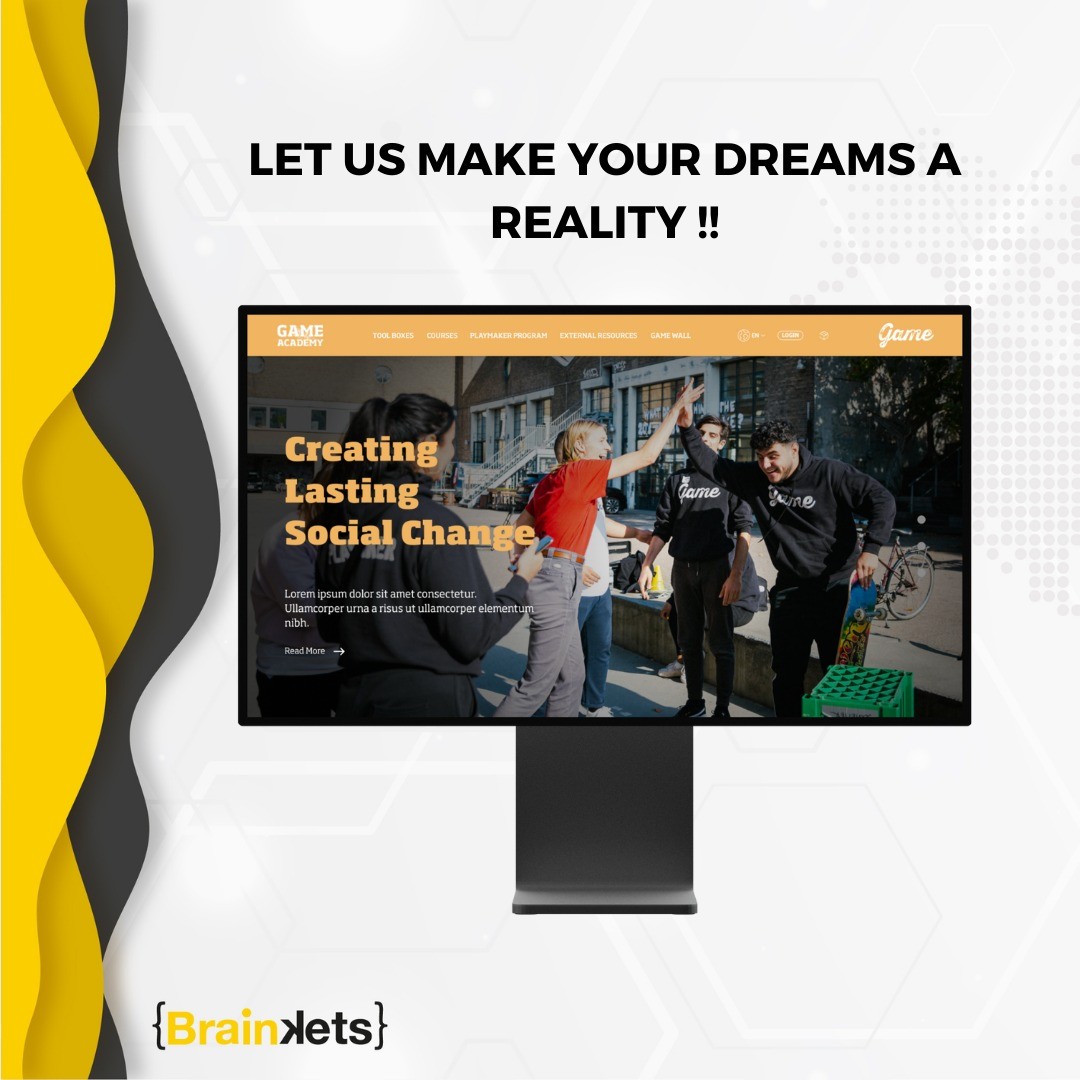 LET US MAKE YOUR DREAMS A
REALITY !!
GAME
ACADEMY
TOOL BOXES COURSES PLAYMAKER PROGRAM EXTERNAL RESOURCES GAME WALL EN LOGIN
Game
Creating
Lasting
Social Change
Lorem ipsum dolor sit amet consectetur.
Ullamcorper urna a risus ut ullamcorper elementum
nibh.
Read More →
Game
Game
{Brainkets}